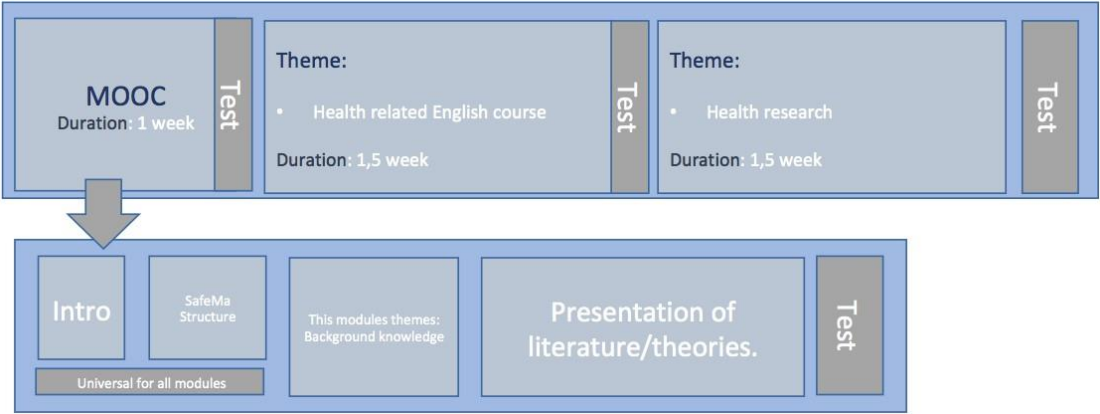 MOOC
Duration: 1 week
Test
Theme:
• Health related English course
Duration: 1,5 week
Test
Theme:
• Health research
Duration: 1,5 week
Test
Intro
SafeMa
Structure
Universal for all modules
This modules themes:
Background knowledge
Presentation of
literature/theories.
Test